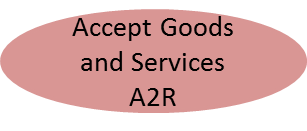 Accept Goods
and Services
A2R